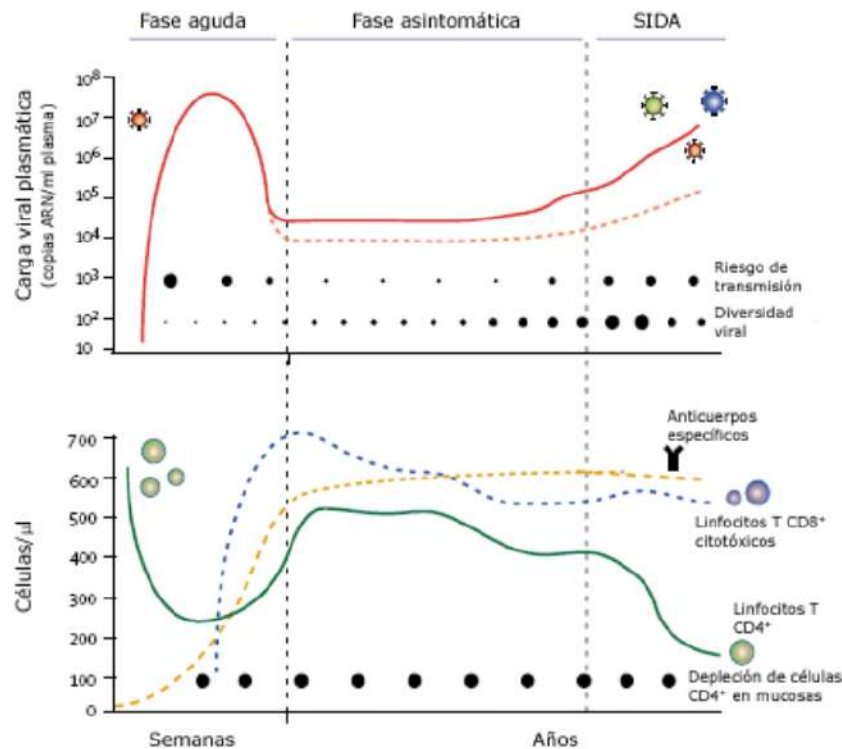 Fase aguda
Fase asintomática
SIDA
Carga viral plasmática
(copias ARN/ml plasma)
10⁸
10⁷
10⁶
10⁵
10⁴
10³
10²
10
Riesgo de
transmisión
Diversidad
viral
Células/µl
700
600
500
400
300
200
100
0
Anticuerpos
específicos
Linfocitos T CD8⁺
citotóxicos
Linfocitos T
CD4⁺
Depleción de células
CD4⁺ en mucosas
Semanas
Años